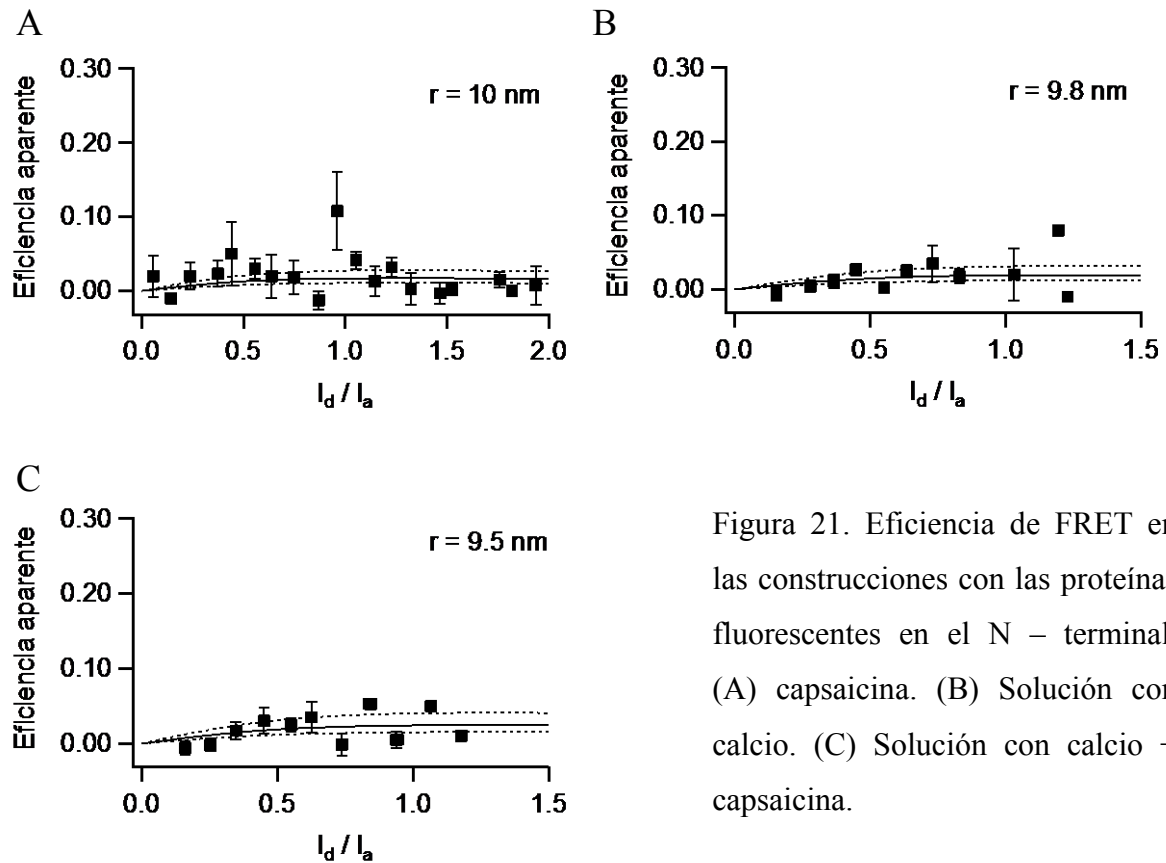 A
Eficiencia aparente
0.30
0.20
0.10
0.00
r = 10 nm
0.0 0.5 1.0 1.5 2.0
I_d / I_a
B
Eficiencia aparente
0.30
0.20
0.10
0.00
r = 9.8 nm
0.0 0.5 1.0 1.5
I_d / I_a
C
Eficiencia aparente
0.30
0.20
0.10
0.00
r = 9.5 nm
0.0 0.5 1.0 1.5
I_d / I_a
Figura 21. Eficiencia de FRET en
las construcciones con las proteína
fluorescentes en el N – terminal
(A) capsaicina. (B) Solución con
calcio. (C) Solución con calcio
capsaicina.